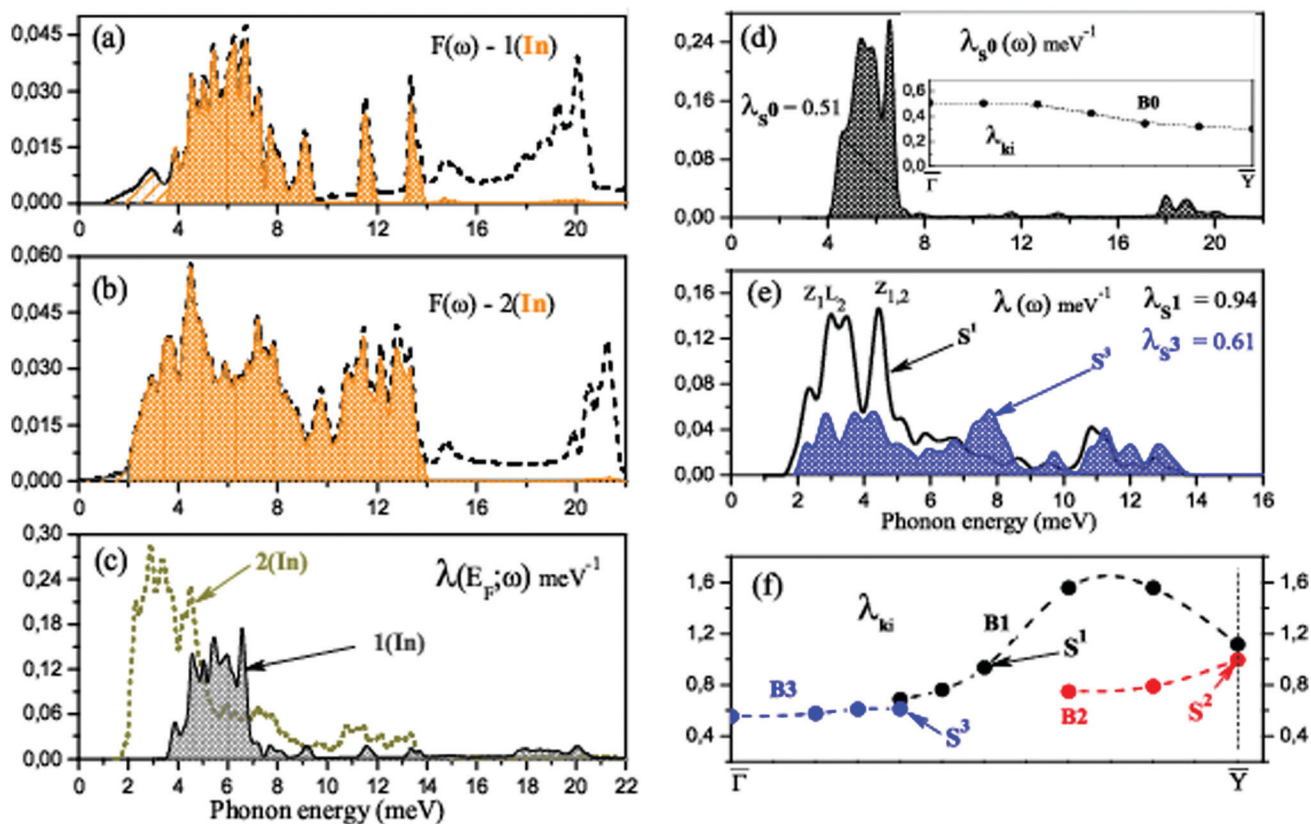 (a)
F(ω) - 1(In)
0,045
0,030
0,015
0,000
0 4 8 12 16 20
(b)
F(ω) - 2(In)
0,060
0,045
0,030
0,015
0,000
0 4 8 12 16 20
(c)
2(In)
λ(E_F;ω) meV⁻¹
1(In)
0,30
0,24
0,18
0,12
0,06
0,00
0 2 4 6 8 10 12 14 16 18 20 22
Phonon energy (meV)
(d)
λ_s0 (ω) meV⁻¹
λ_s0 = 0.51
0,24
0,16
0,08
0,00
0 4 8 12 16 20
B0
λ_ki
0,6
0,4
0,2
0,0
Γ̅ Y̅
(e)
Z₁L₂
Z₁,₂
λ (ω) meV⁻¹
λ_s1 = 0.94
λ_s3 = 0.61
S¹
S³
0,16
0,12
0,08
0,04
0,00
0 2 4 6 8 10 12 14 16
Phonon energy (meV)
(f)
λ_ki
B1
S¹
B3
S³
B2
S²
1,6
1,2
0,8
0,4
1,6
1,2
0,8
0,4
Γ̅ Y̅